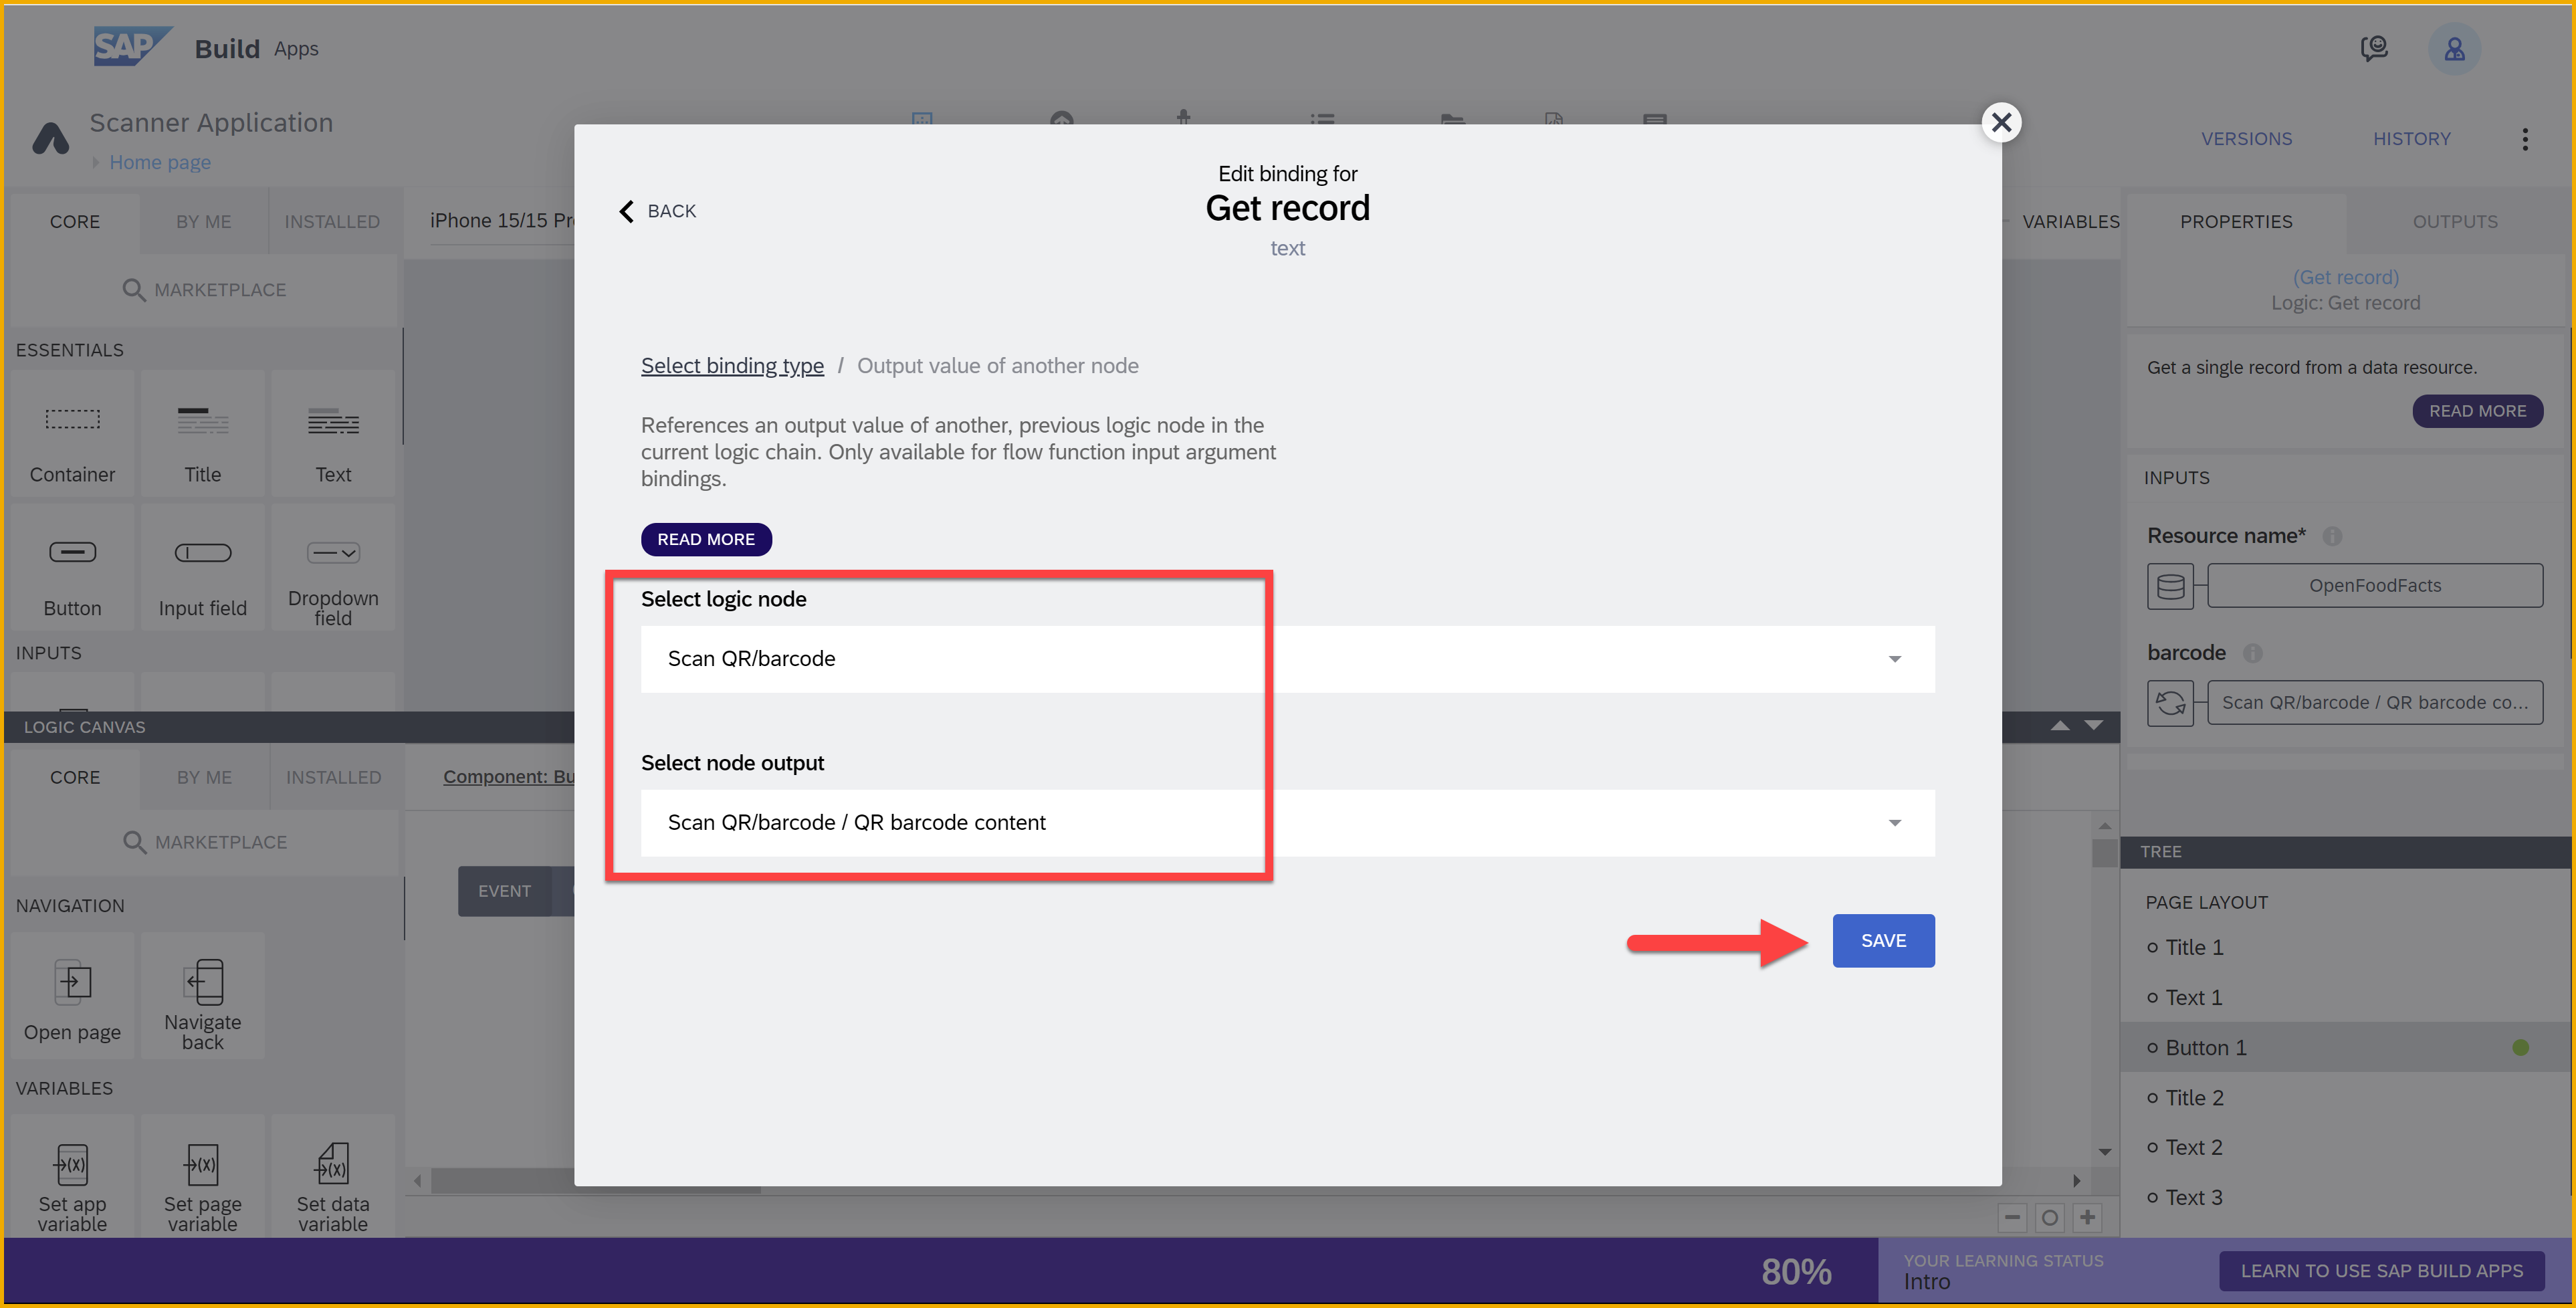 SAP Build Apps
Scanner Application
Home page
VERSIONS
HISTORY
CORE
BY ME
INSTALLED
iPhone 15/15 Pr
VARIABLES
PROPERTIES
OUTPUTS
MARKETPLACE
ESSENTIALS
Container
Title
Text
Button
Input field
Dropdown
field
INPUTS
BACK
Edit binding for
Get record
text
Select binding type / Output value of another node
References an output value of another, previous logic node in the
current logic chain. Only available for flow function input argument
bindings.
READ MORE
Select logic node
Scan QR/barcode
Select node output
Scan QR/barcode / QR barcode content
SAVE
(Get record)
Logic: Get record
Get a single record from a data resource.
READ MORE
INPUTS
Resource name*
OpenFoodFacts
barcode
Scan QR/barcode / QR barcode co...
LOGIC CANVAS
CORE
BY ME
INSTALLED
Component: Bu
MARKETPLACE
EVENT
NAVIGATION
Open page
Navigate
back
VARIABLES
Set app
variable
Set page
variable
Set data
variable
TREE
PAGE LAYOUT
Title 1
Text 1
Button 1
Title 2
Text 2
Text 3
80%
YOUR LEARNING STATUS
Intro
LEARN TO USE SAP BUILD APPS